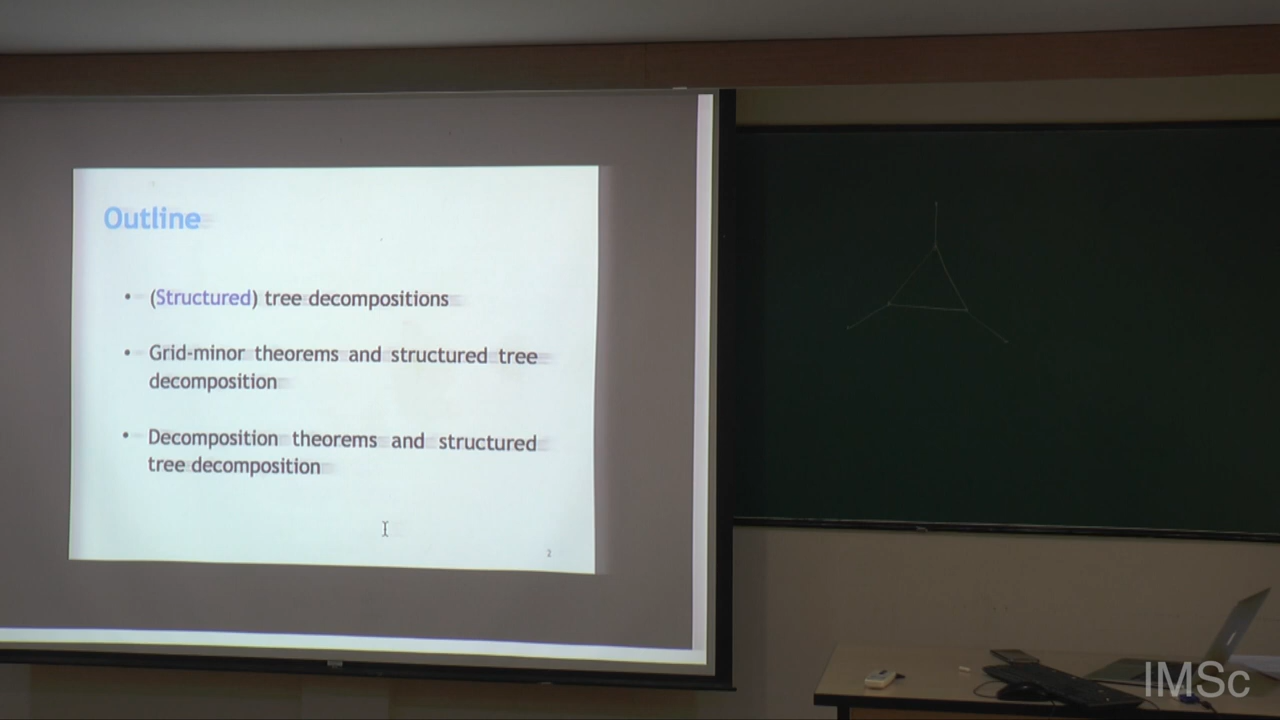 Outline
• (Structured) tree decompositions
• Grid-minor theorems and structured tree
decomposition
• Decomposition theorems and structured
tree decomposition
2
IMSc